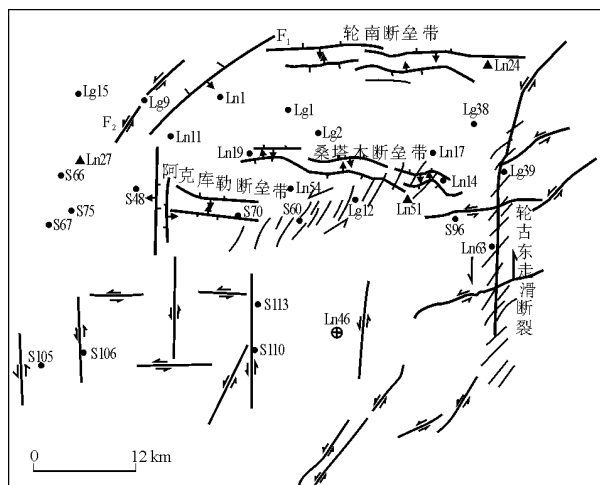 轮南断垒带
F₁
Ln24
Lg15
Lg9
Ln1
Lg1
Lg38
F₂
Ln11
Lg2
桑塔木断垒带
Ln27
Ln19
Ln17
S66
阿克库勒断垒带
Lg39
S48
Ln54
Ln14
S75
S70
S60
Lg12
Ln51
S67
S96
轮古东走滑断裂
Ln63
S113
Ln46
S105
S106
S110
0
12 km